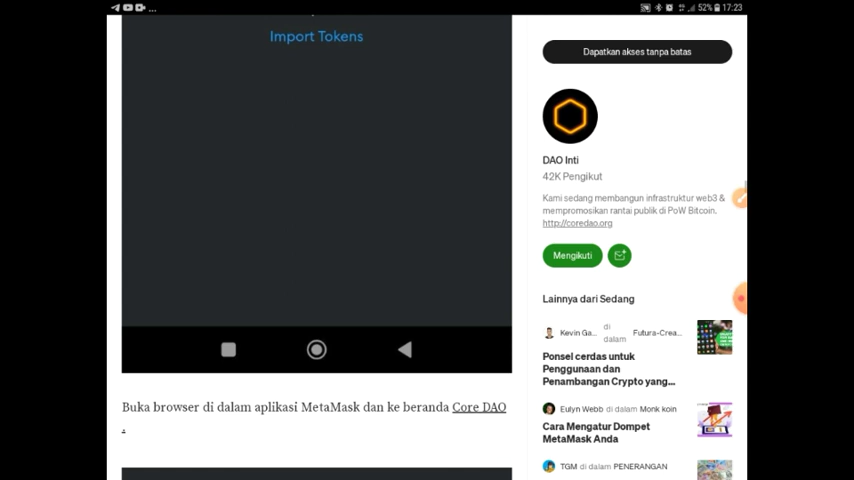 ... 52% 17:23
Import Tokens
Buka browser di dalam aplikasi MetaMask dan ke beranda Core DAO
.
Dapatkan akses tanpa batas
DAO Inti
42K Pengikut
Kami sedang membangun infrastruktur web3 &
mempromosikan rantai publik di PoW Bitcoin.
http://coredao.org
Mengikuti
Lainnya dari Sedang
Kevin Ga... di dalam Futura-Crea...
Ponsel cerdas untuk
Penggunaan dan
Penambangan Crypto yang...
Eulyn Webb di dalam Monk koin
Cara Mengatur Dompet
MetaMask Anda
TGM di dalam PENERANGAN